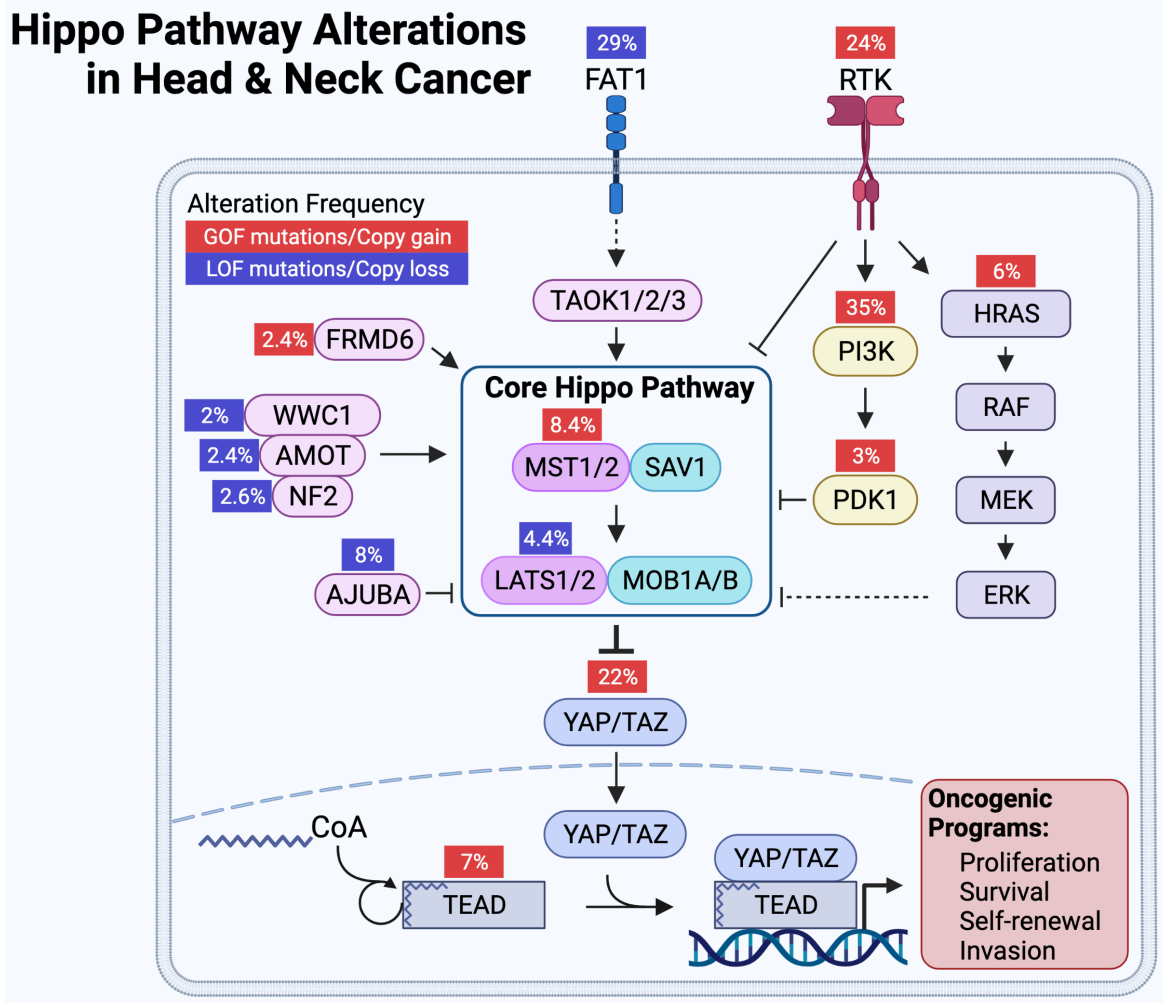 Hippo Pathway Alterations
in Head & Neck Cancer
29%
FAT1
24%
RTK
Alteration Frequency
GOF mutations/Copy gain
LOF mutations/Copy loss
TAOK1/2/3
6%
HRAS
35%
PI3K
2.4%
FRMD6
Core Hippo Pathway
RAF
2%
WWC1
8.4%
2.4%
AMOT
MST1/2
SAV1
3%
2.6%
NF2
PDK1
MEK
4.4%
8%
LATS1/2
MOB1A/B
AJUBA
ERK
22%
YAP/TAZ
CoA
YAP/TAZ
7%
TEAD
YAP/TAZ
TEAD
Oncogenic
Programs:
Proliferation
Survival
Self-renewal
Invasion